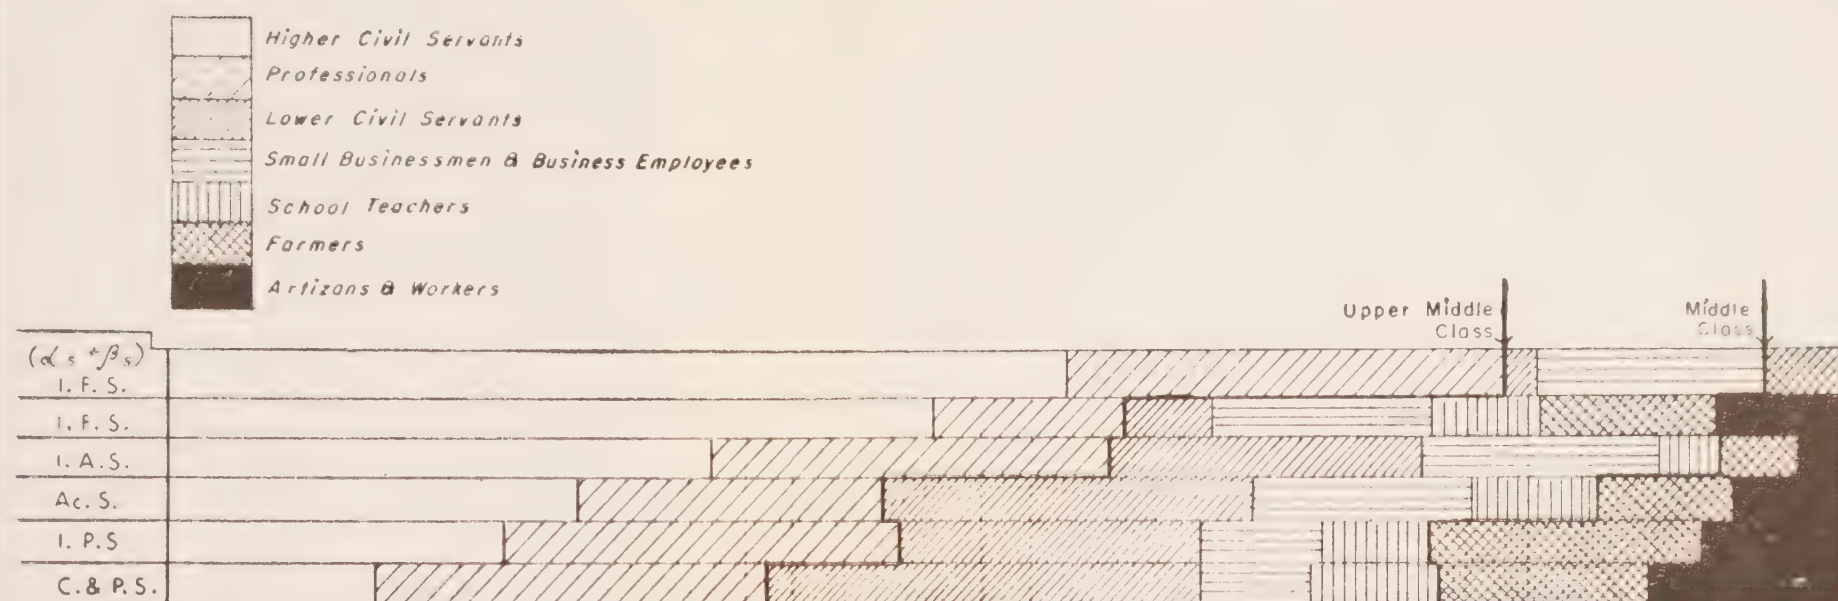 Higher Civil Servants
Professionals
Lower Civil Servants
Small Businessmen & Business Employees
School Teachers
Farmers
Artizans & Workers
Upper Middle
Class
Middle
Class
(αs + βs)
I. F. S.
I. F. S.
I. A. S.
Ac. S.
I. P. S
C. & P. S.